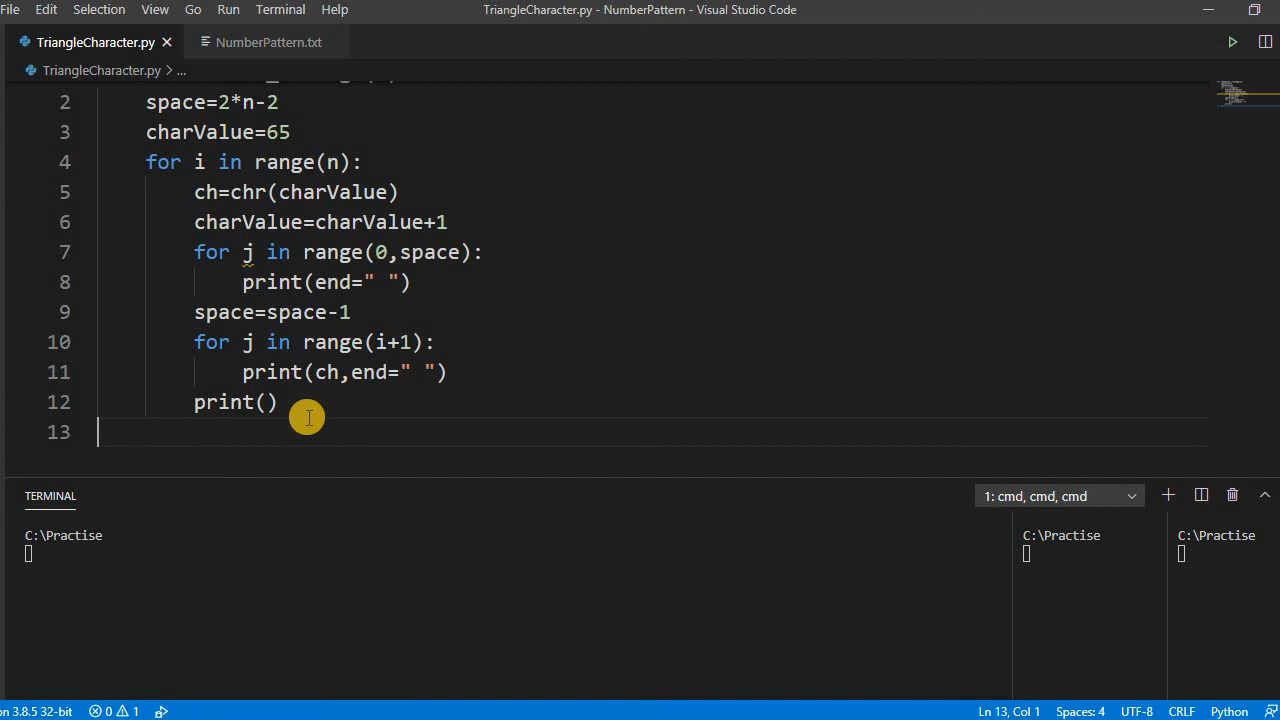 File Edit Selection View Go Run Terminal Help TriangleCharacter.py - NumberPattern - Visual Studio Code
TriangleCharacter.py NumberPattern.txt
TriangleCharacter.py > ...
2 space=2*n-2
3 charValue=65
4 for i in range(n):
5 ch=chr(charValue)
6 charValue=charValue+1
7 for j in range(0,space):
8 print(end=" ")
9 space=space-1
10 for j in range(i+1):
11 print(ch,end=" ")
12 print()
13
TERMINAL 1: cmd, cmd, cmd
C:\Practise C:\Practise C:\Practise
on 3.8.5 32-bit 0 1 Ln 13, Col 1 Spaces: 4 UTF-8 CRLF Python